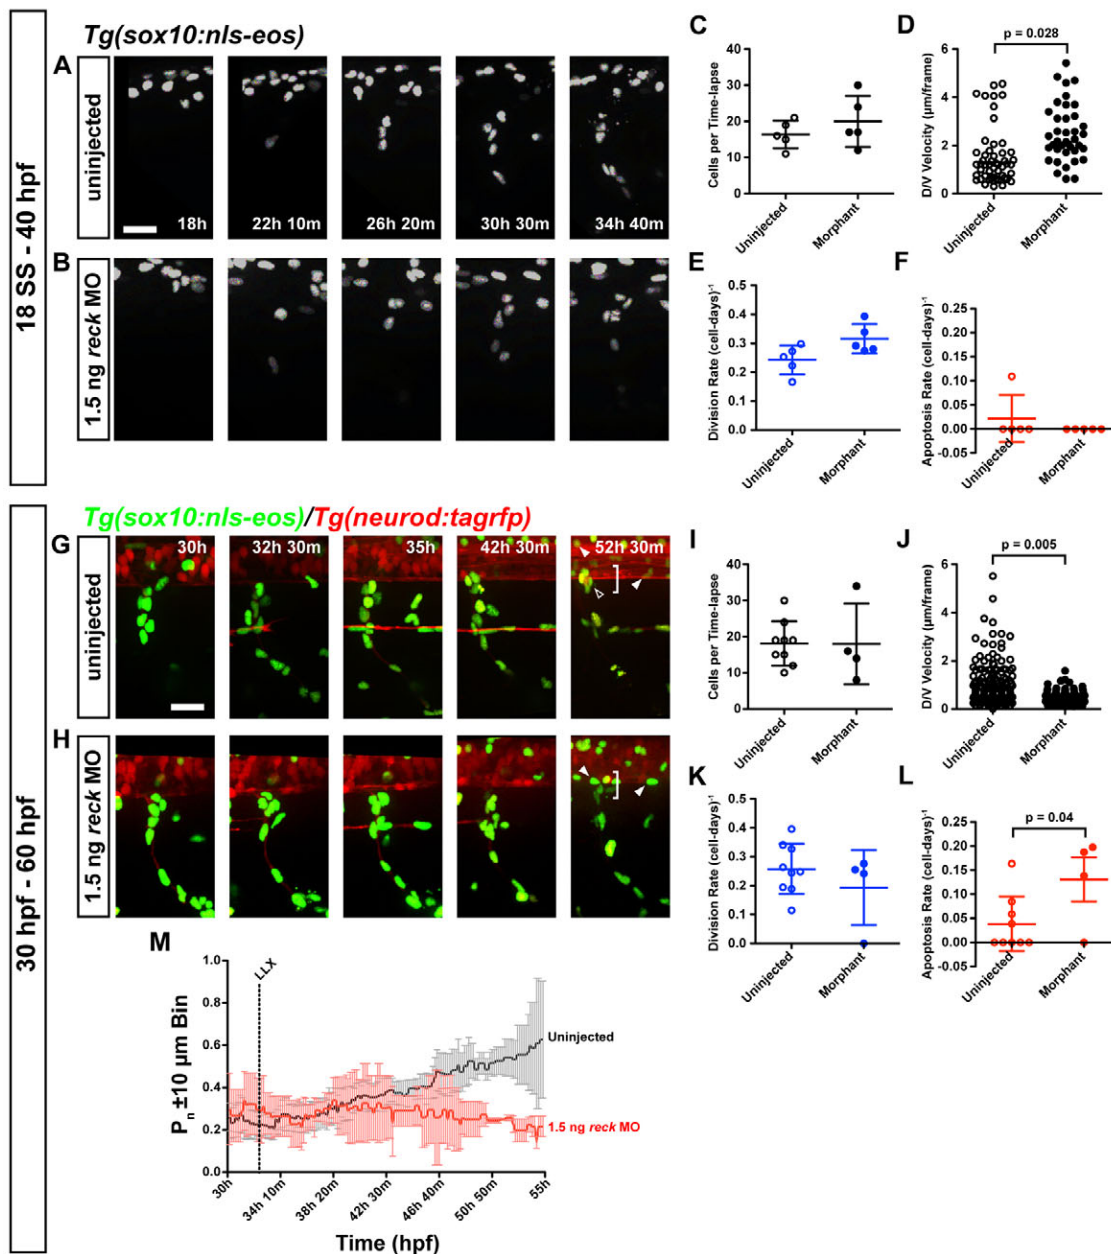 18 SS - 40 hpf
Tg(sox10:nls-eos)
A
uninjected
18h
22h 10m
26h 20m
30h 30m
34h 40m
B
1.5 ng reck MO
C
Cells per Time-lapse
40
30
20
10
0
Uninjected
Morphant
D
p = 0.028
D/V Velocity (µm/frame)
6
4
2
0
Uninjected
Morphant
E
Division Rate (cell-days)⁻¹
0.5
0.4
0.3
0.2
0.1
0.0
Uninjected
Morphant
F
Apoptosis Rate (cell-days)⁻¹
0.25
0.20
0.15
0.10
0.05
0.00
-0.05
Uninjected
Morphant
30 hpf - 60 hpf
Tg(sox10:nls-eos)/Tg(neurod:tagrfp)
G
uninjected
30h
32h 30m
35h
42h 30m
52h 30m
H
1.5 ng reck MO
I
Cells per Time-lapse
40
30
20
10
0
Uninjected
Morphant
J
p = 0.005
D/V Velocity (µm/frame)
6
4
2
0
Uninjected
Morphant
K
Division Rate (cell-days)⁻¹
0.5
0.4
0.3
0.2
0.1
0.0
Uninjected
Morphant
L
p = 0.04
Apoptosis Rate (cell-days)⁻¹
0.25
0.20
0.15
0.10
0.05
0.00
-0.05
Uninjected
Morphant
M
LLX
Pn ±10 µm Bin
1.0
0.8
0.6
0.4
0.2
0.0
Uninjected
1.5 ng reck MO
30h
34h 10m
38h 20m
42h 30m
46h 40m
50h 50m
55h
Time (hpf)